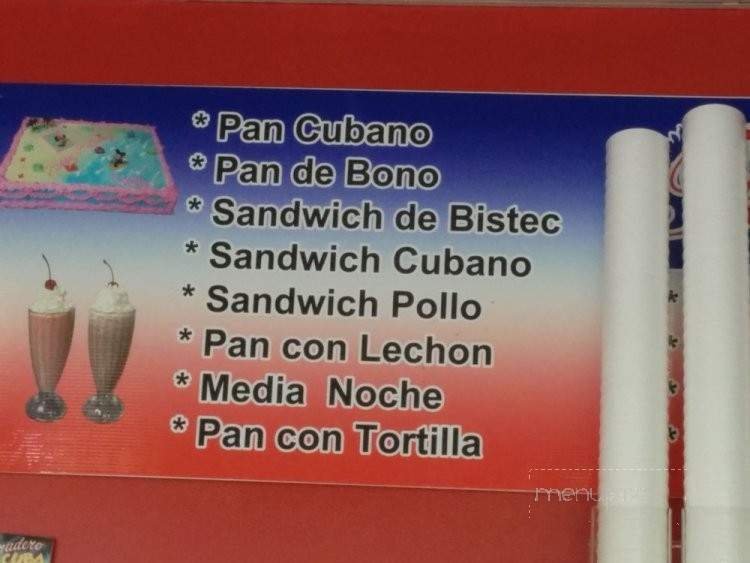 * Pan Cubano
* Pan de Bono
* Sandwich de Bistec
* Sandwich Cubano
* Sandwich Pollo
* Pan con Lechon
* Media Noche
* Pan con Tortilla
*
*
*
*
CUBA